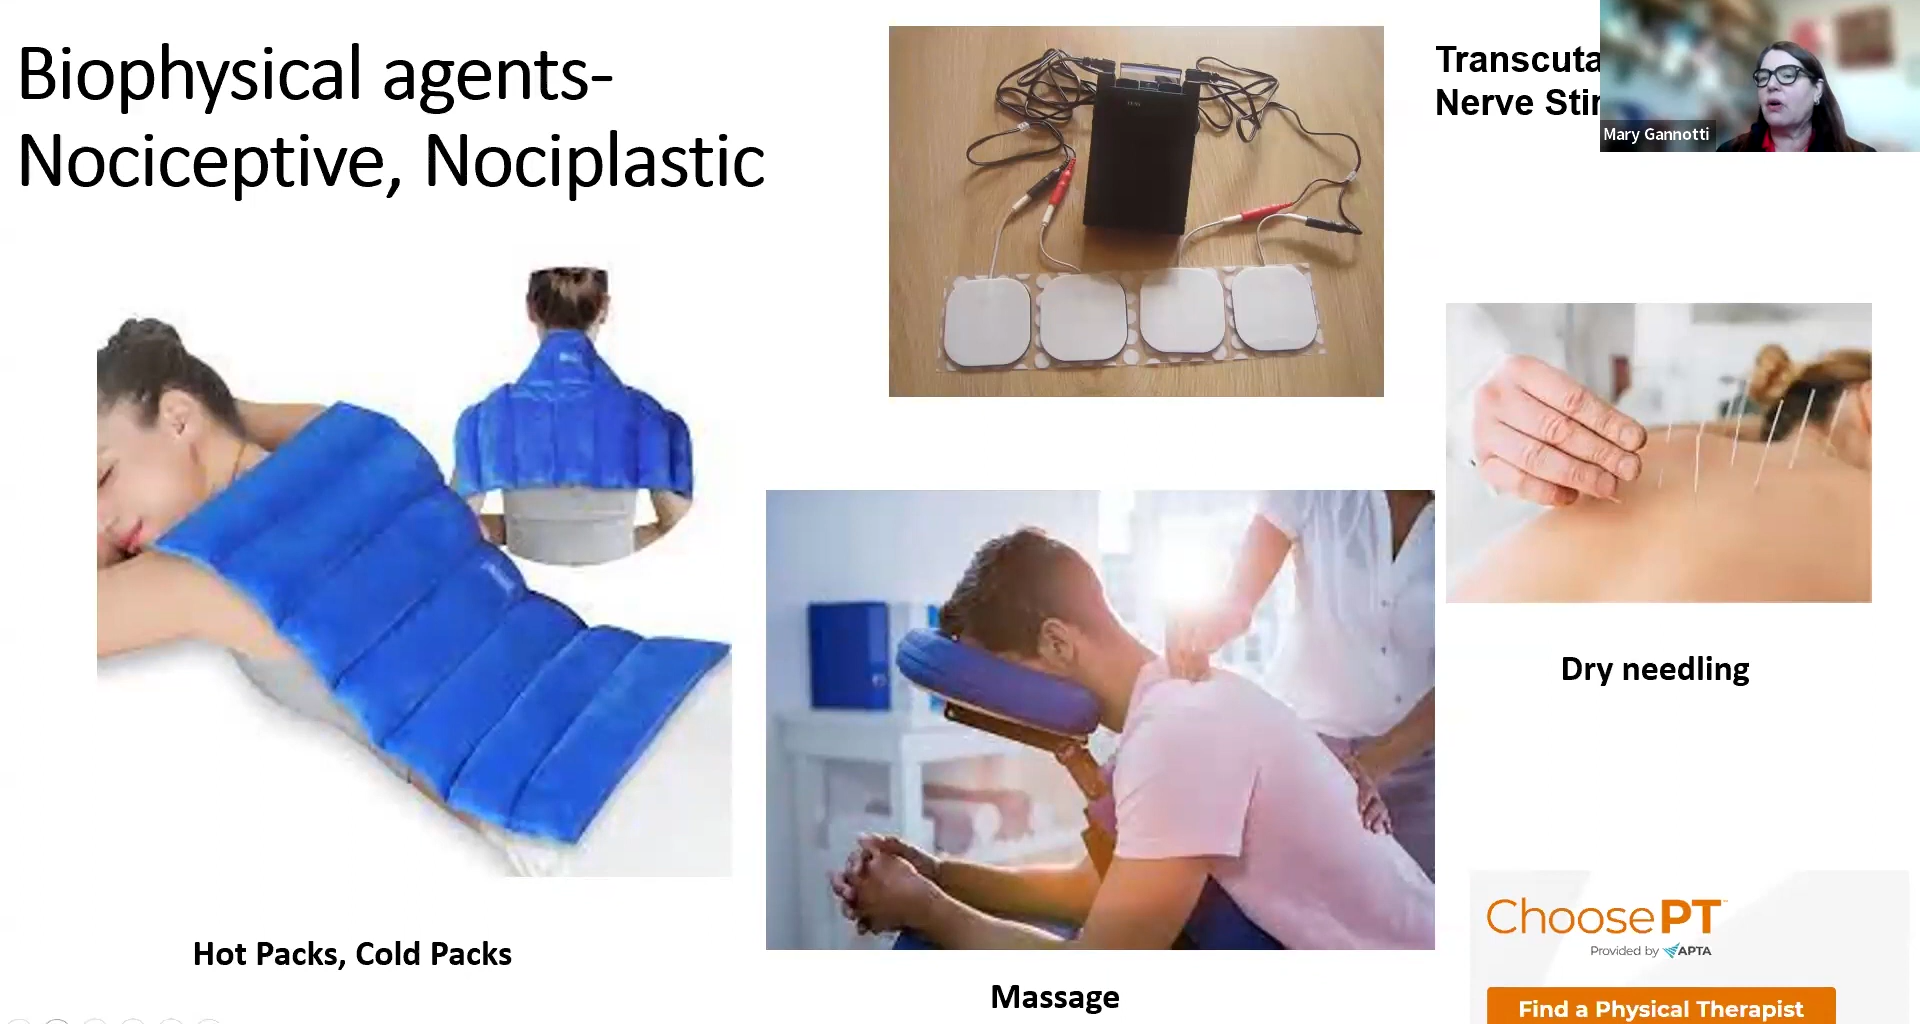 Biophysical agents-
Nociceptive, Nociplastic
Transcuta
Nerve Sti
Mary Gannotti
Dry needling
Hot Packs, Cold Packs
Massage
ChoosePT
Provided by APTA
Find a Physical Therapist